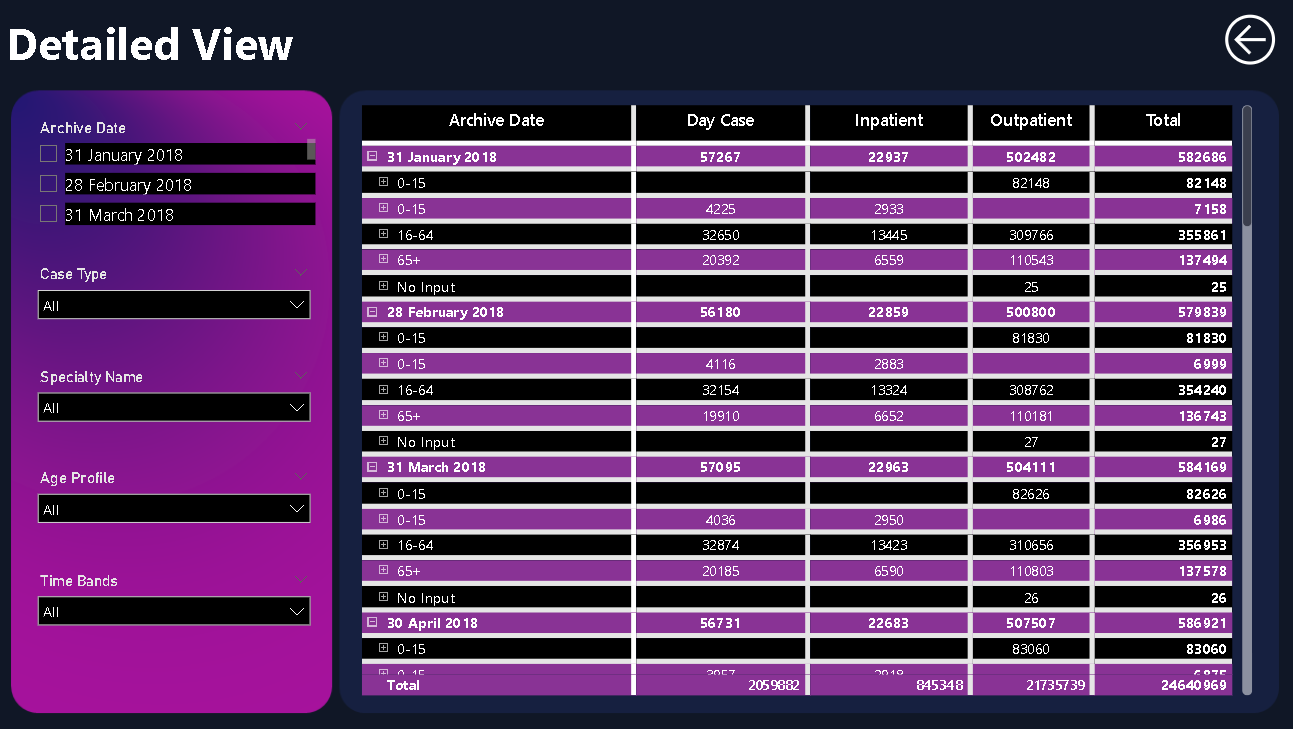 Detailed View
Archive Date
31 January 2018
28 February 2018
31 March 2018
Case Type
All
Specialty Name
All
Age Profile
All
Time Bands
All
Archive Date Day Case Inpatient Outpatient Total
31 January 2018 57267 22937 502482 582686
0-15 82148 82148
0-15 4225 2933 7158
16-64 32650 13445 309766 355861
65+ 20392 6559 110543 137494
No Input 25 25
28 February 2018 56180 22859 500800 579839
0-15 81830 81830
0-15 4116 2883 6999
16-64 32154 13324 308762 354240
65+ 19910 6652 110181 136743
No Input 27 27
31 March 2018 57095 22963 504111 584169
0-15 82626 82626
0-15 4036 2950 6986
16-64 32874 13423 310656 356953
65+ 20185 6590 110803 137578
No Input 26 26
30 April 2018 56731 22683 507507 586921
0-15 83060 83060
Total 2059882 845348 21735739 24640969